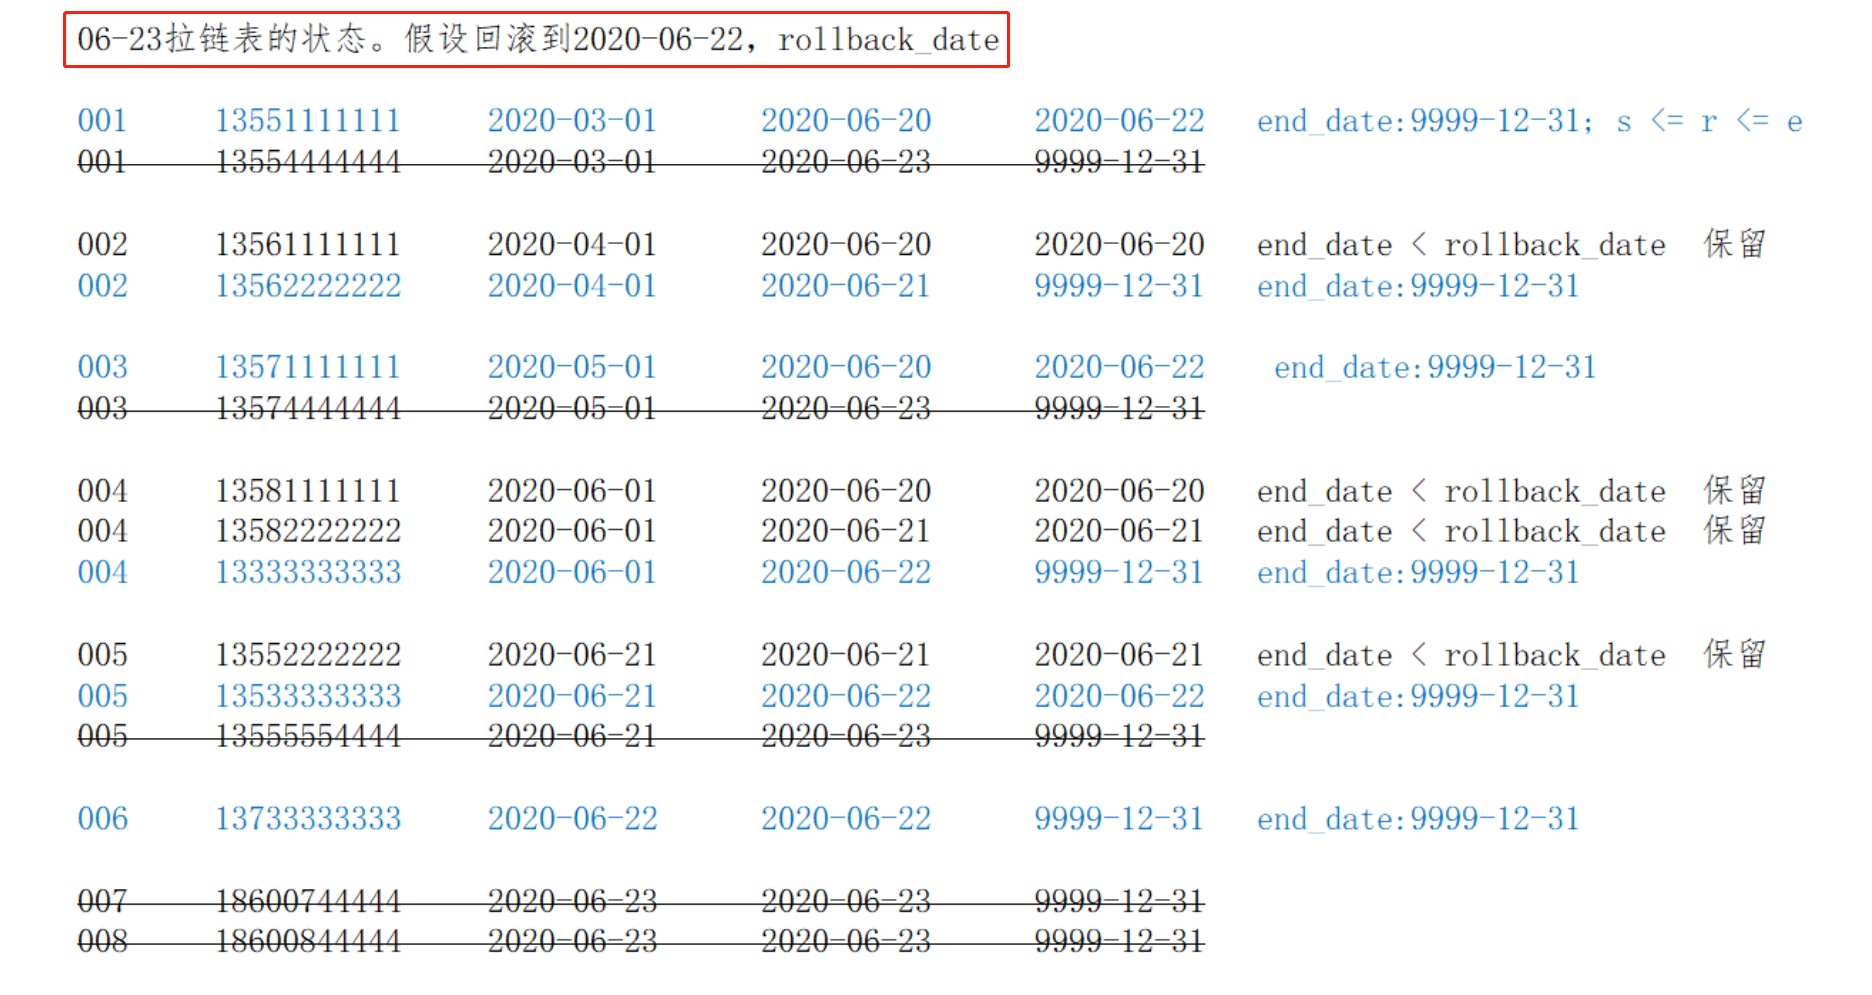 06-23拉链表的状态。假设回滚到2020-06-22，rollback_date
001 13551111111 2020-03-01 2020-06-20 2020-06-22 end_date:9999-12-31; s <= r <= e
001 13554444444 2020-03-01 2020-06-23 9999-12-31
002 13561111111 2020-04-01 2020-06-20 2020-06-20 end_date < rollback_date 保留
002 13562222222 2020-04-01 2020-06-21 9999-12-31 end_date:9999-12-31
003 13571111111 2020-05-01 2020-06-20 2020-06-22 end_date:9999-12-31
003 13574444444 2020-05-01 2020-06-23 9999-12-31
004 13581111111 2020-06-01 2020-06-20 2020-06-20 end_date < rollback_date 保留
004 13582222222 2020-06-01 2020-06-21 2020-06-21 end_date < rollback_date 保留
004 13333333333 2020-06-01 2020-06-22 9999-12-31 end_date:9999-12-31
005 13552222222 2020-06-21 2020-06-21 2020-06-21 end_date < rollback_date 保留
005 13533333333 2020-06-21 2020-06-22 2020-06-22 end_date:9999-12-31
005 13555554444 2020-06-21 2020-06-23 9999-12-31
006 13733333333 2020-06-22 2020-06-22 9999-12-31 end_date:9999-12-31
007 18600744444 2020-06-23 2020-06-23 9999-12-31
008 18600844444 2020-06-23 2020-06-23 9999-12-31